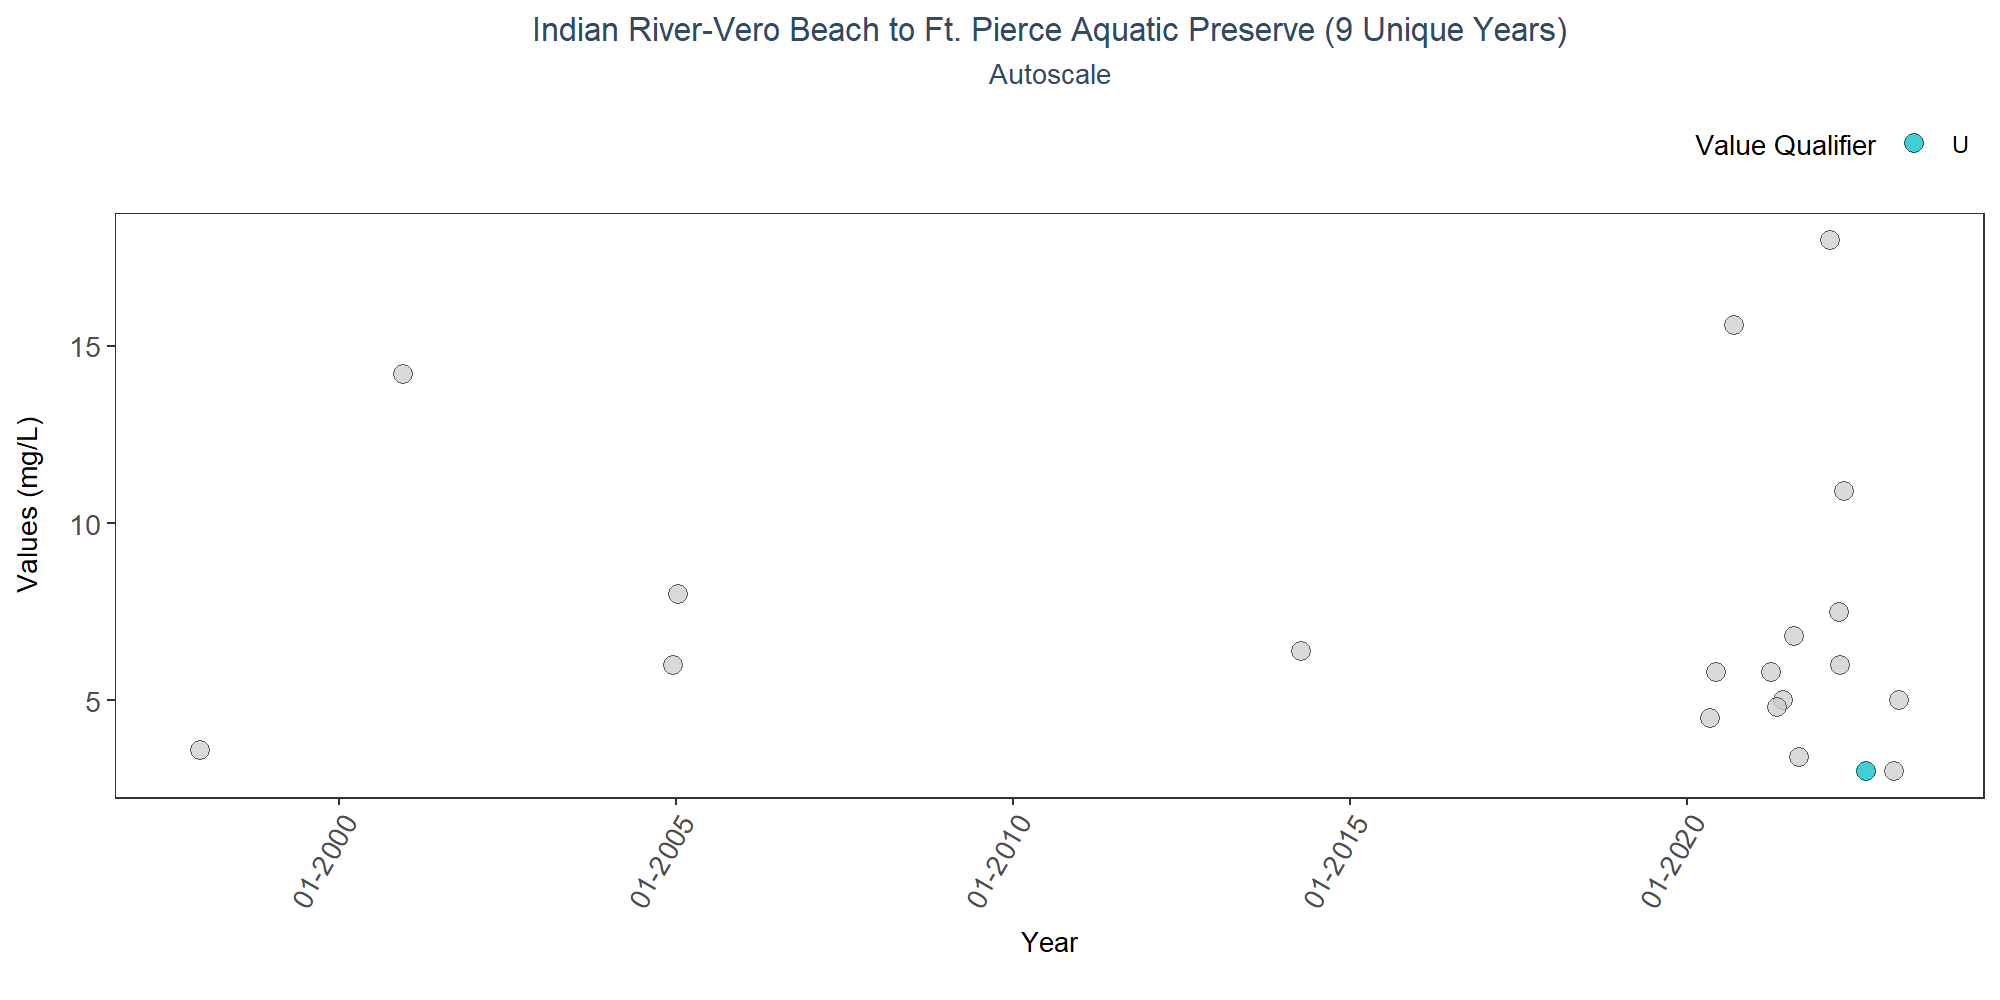 Indian River-Vero Beach to Ft. Pierce Aquatic Preserve (9 Unique Years)
Autoscale
Value Qualifier U
Values (mg/L)
15
10
5
01-2000 01-2005 01-2010 01-2015 01-2020
Year